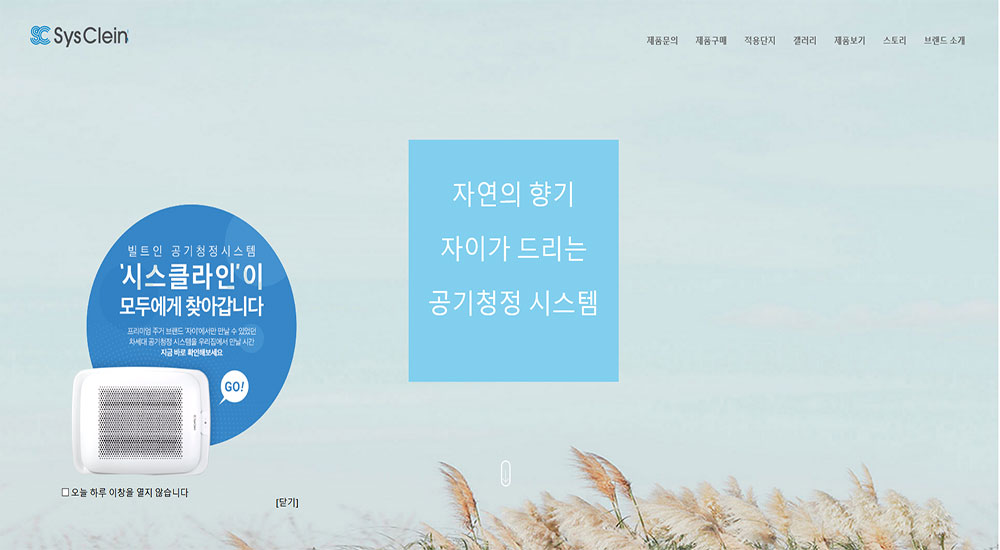 SysClein
제품문의 제품구매 적용단지 갤러리 제품보기 스토리 브랜드 소개
자연의 향기
자이가 드리는
공기청정 시스템
빌트인 공기청정시스템
'시스클라인'이
모두에게 찾아갑니다
프리미엄 주거 브랜드 '자이'에서만 만날 수 있었던
차세대 공기청정 시스템을 우리집에서 만날 시간
지금 바로 확인해보세요
GO!
오늘 하루 이창을 열지 않습니다
[닫기]